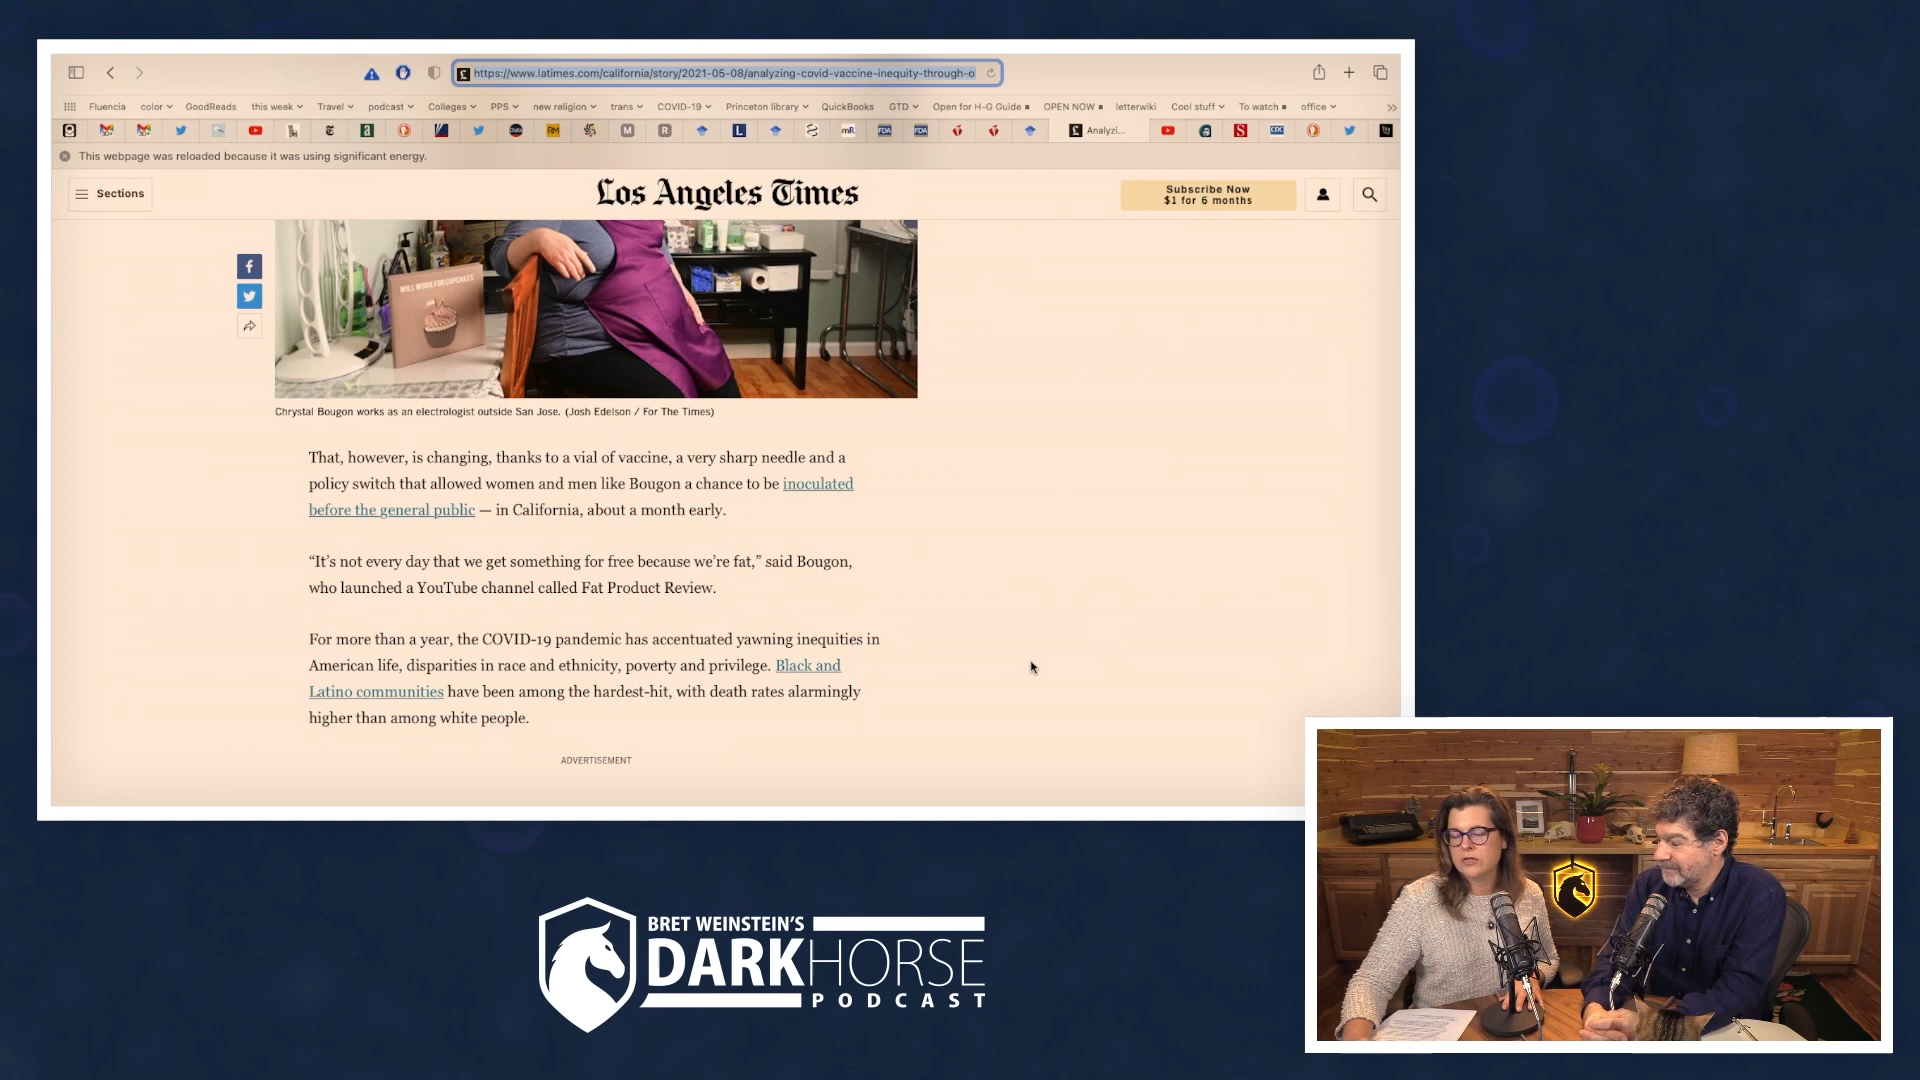 https://www.latimes.com/california/story/2021-05-08/analyzing-covid-vaccine-inequity-through-o
Fluencia color GoodReads this week Travel podcast Colleges PPS new religion trans COVID-19 Princeton library QuickBooks GTD Open for H-G Guide OPEN NOW letterwiki Cool stuff To watch office
Analyzi...
This webpage was reloaded because it was using significant energy.
Sections
Los Angeles Times
Subscribe Now
$1 for 6 months
WILL WORK FOR CUPCAKES
Chrystal Bougon works as an electrologist outside San Jose. (Josh Edelson / For The Times)
That, however, is changing, thanks to a vial of vaccine, a very sharp needle and a
policy switch that allowed women and men like Bougon a chance to be inoculated
before the general public — in California, about a month early.
“It’s not every day that we get something for free because we’re fat,” said Bougon,
who launched a YouTube channel called Fat Product Review.
For more than a year, the COVID-19 pandemic has accentuated yawning inequities in
American life, disparities in race and ethnicity, poverty and privilege. Black and
Latino communities have been among the hardest-hit, with death rates alarmingly
higher than among white people.
ADVERTISEMENT
BRET WEINSTEIN'S
DARKHORSE
PODCAST